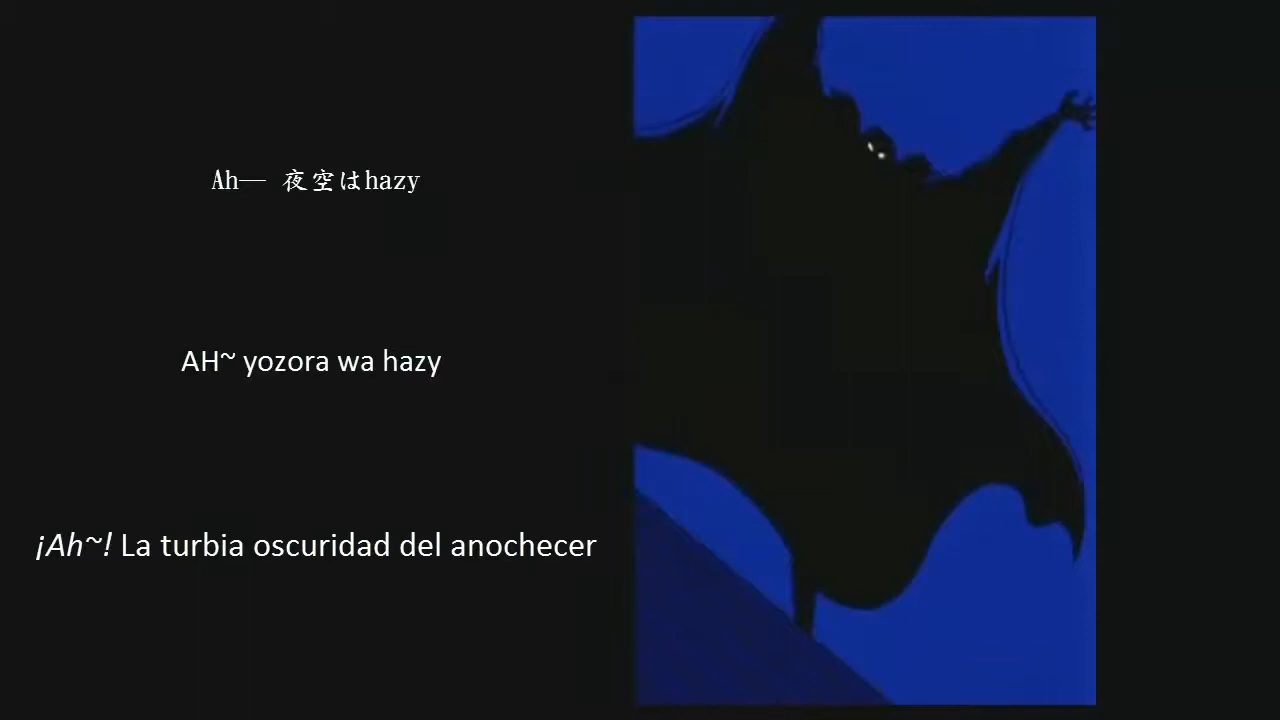 Ah― 夜空はhazy
AH~ yozora wa hazy
¡Ah~! La turbia oscuridad del anochecer